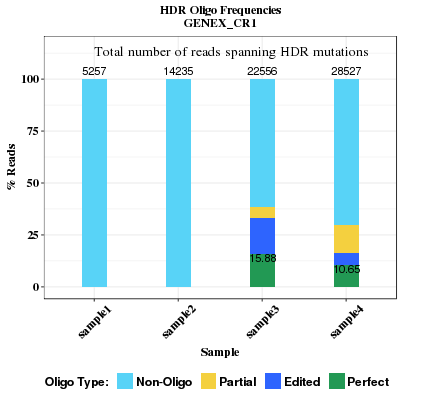 HDR Oligo Frequencies
GENEX_CR1
Total number of reads spanning HDR mutations
5257 14235 22556 28527
100
75
50
25
0
% Reads
15.88
10.65
sample1 sample2 sample3 sample4
Sample
Oligo Type: Non-Oligo Partial Edited Perfect